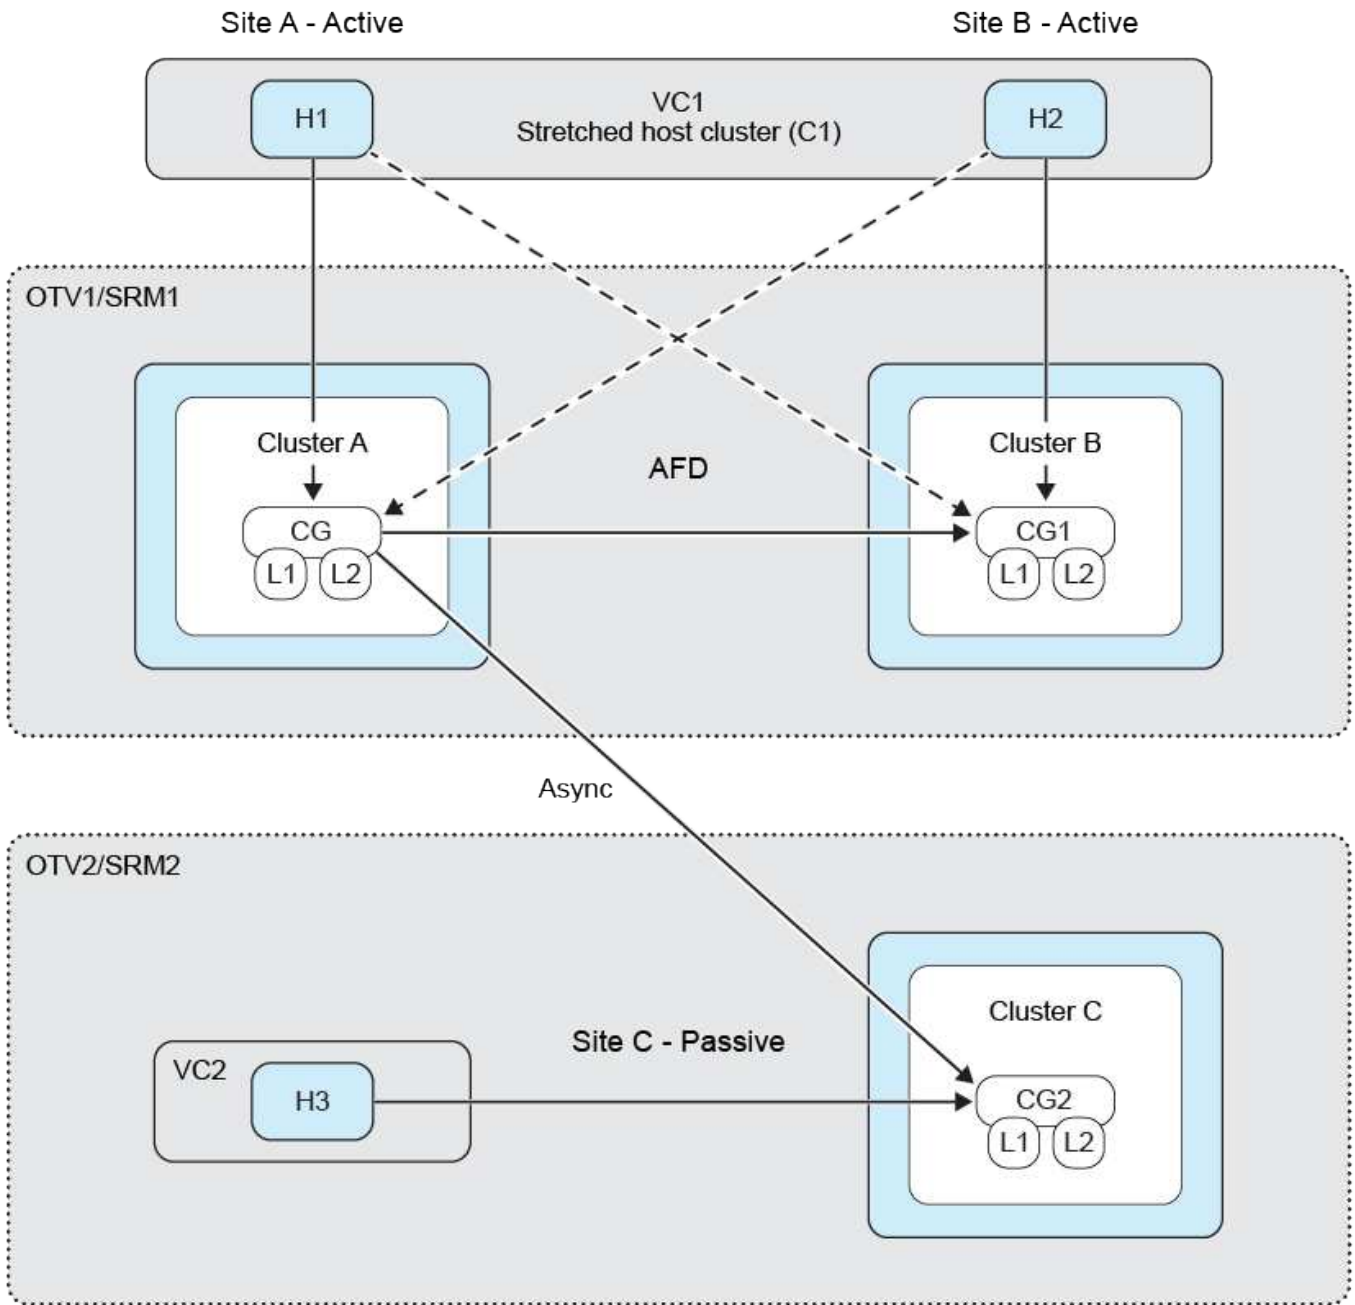 Site A - Active
Site B - Active
H1
VC1
Stretched host cluster (C1)
H2
OTV1/SRM1
Cluster A
Cluster B
AFD
CG
L1 L2
CG1
L1 L2
Async
OTV2/SRM2
Cluster C
Site C - Passive
VC2
H3
CG2
L1 L2